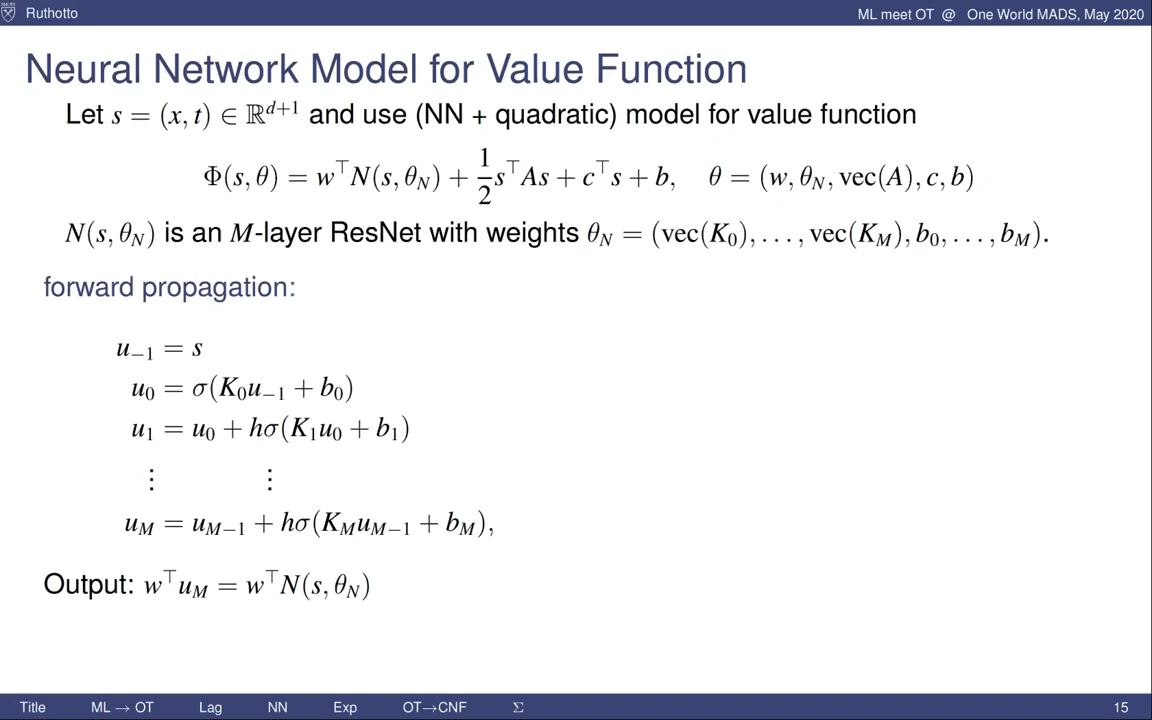 Ruthotto
ML meet OT @ One World MADS, May 2020
Neural Network Model for Value Function
Let s = (x, t) ∈ ℝ^{d+1} and use (NN + quadratic) model for value function
Φ(s, θ) = w^⊤N(s, θ_N) + \frac{1}{2}s^⊤As + c^⊤s + b, θ = (w, θ_N, vec(A), c, b)
N(s, θ_N) is an M-layer ResNet with weights θ_N = (vec(K_0), …, vec(K_M), b_0, …, b_M).
forward propagation:
u_{−1} = s
u_0 = σ(K_0u_{−1} + b_0)
u_1 = u_0 + hσ(K_1u_0 + b_1)
⋮ ⋮
u_M = u_{M−1} + hσ(K_Mu_{M−1} + b_M),
Output: w^⊤u_M = w^⊤N(s, θ_N)
Title ML → OT Lag NN Exp OT→CNF Σ 15